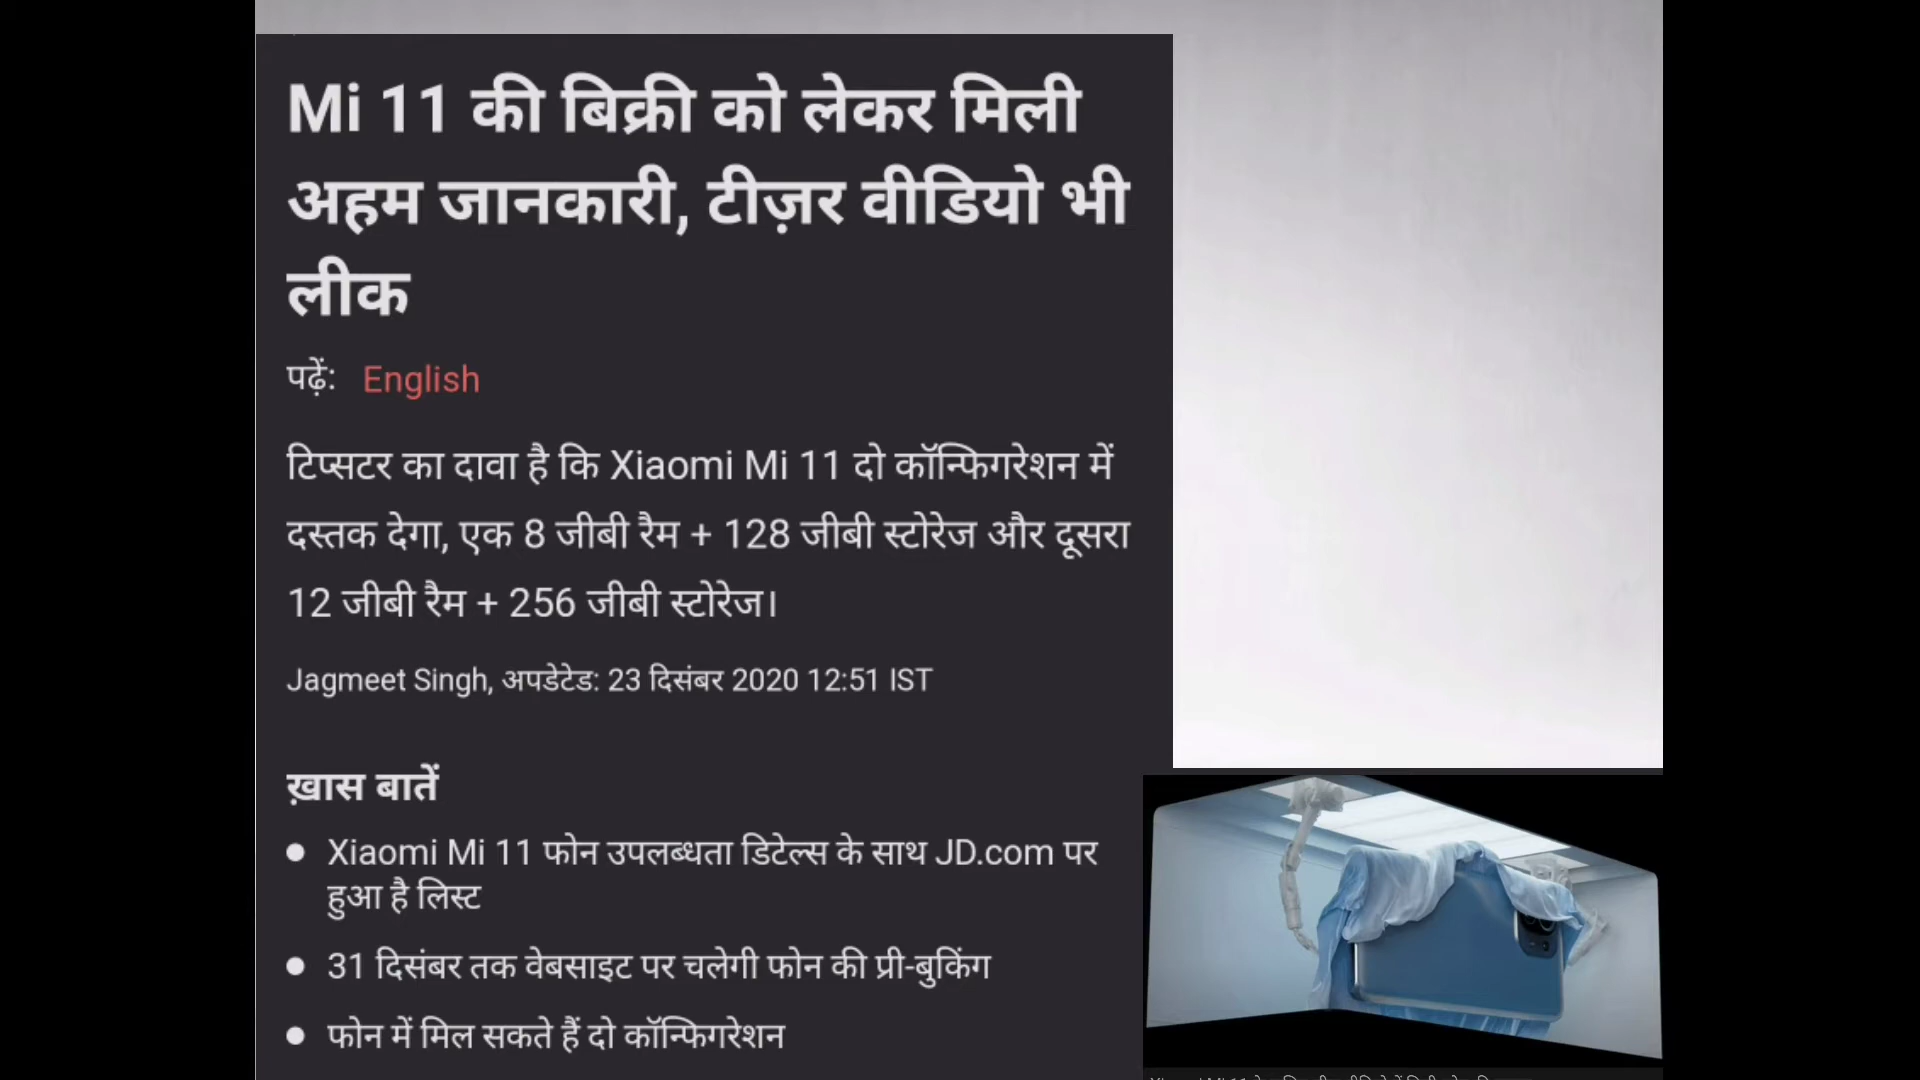 Mi 11 की बिक्री को लेकर मिली
अहम जानकारी, टीज़र वीडियो भी
लीक
पढ़ें: English
टिप्सटर का दावा है कि Xiaomi Mi 11 दो कॉन्फिगरेशन में
दस्तक देगा, एक 8 जीबी रैम + 128 जीबी स्टोरेज और दूसरा
12 जीबी रैम + 256 जीबी स्टोरेज।
Jagmeet Singh, अपडेटेड: 23 दिसंबर 2020 12:51 IST
ख़ास बातें
● Xiaomi Mi 11 फोन उपलब्धता डिटेल्स के साथ JD.com पर
हुआ है लिस्ट
● 31 दिसंबर तक वेबसाइट पर चलेगी फोन की प्री-बुकिंग
● फोन में मिल सकते हैं दो कॉन्फिगरेशन